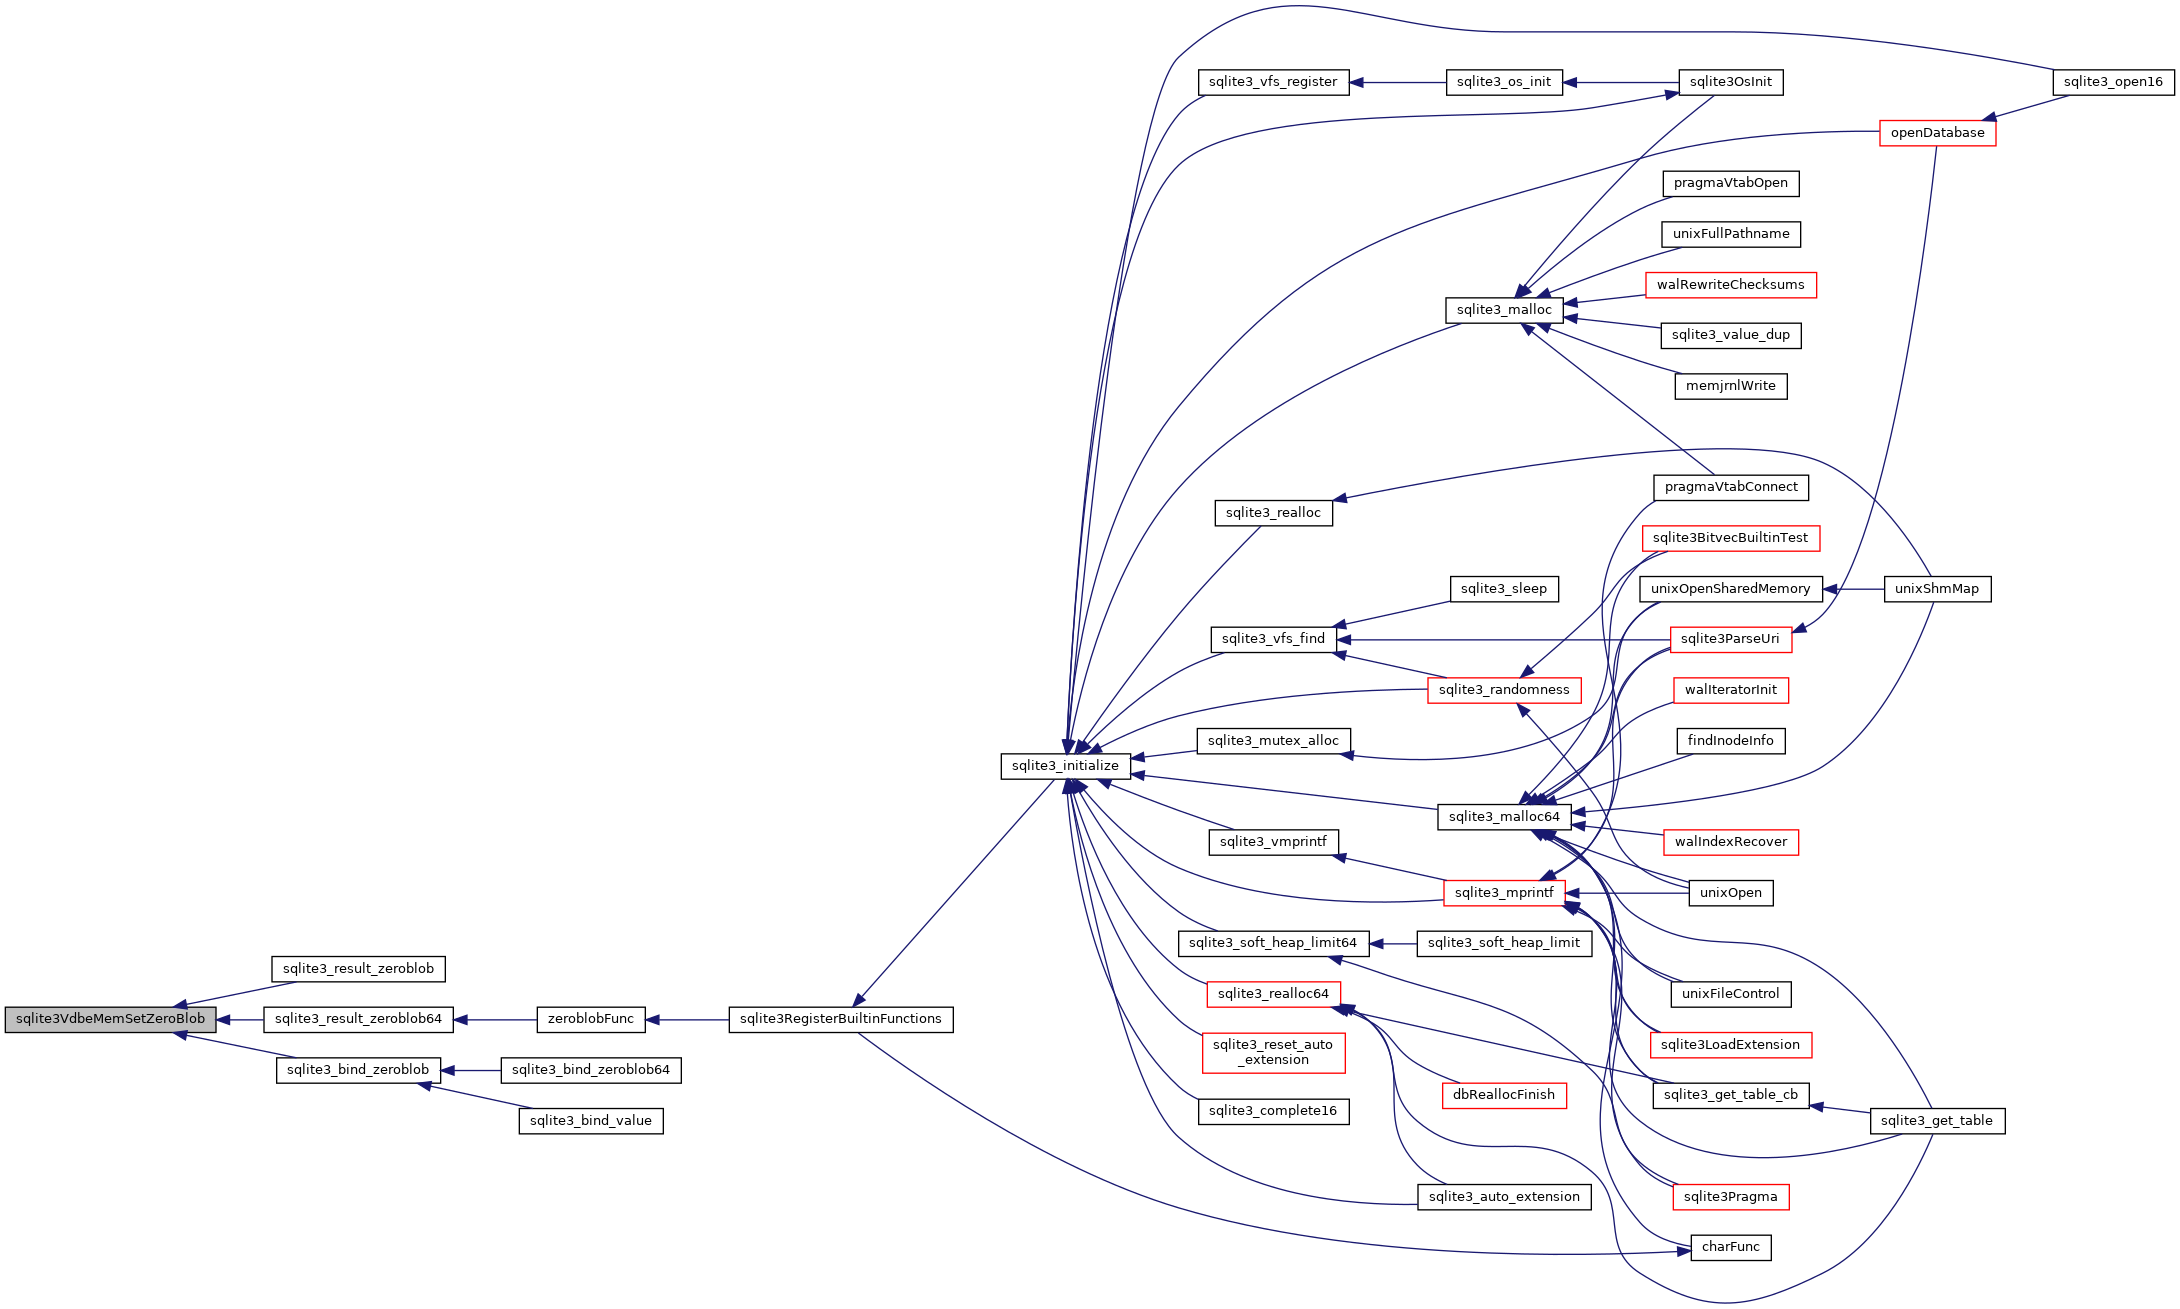 sqlite3VdbeMemSetZeroBlob
sqlite3_result_zeroblob
sqlite3_result_zeroblob64
sqlite3_bind_zeroblob
zeroblobFunc
sqlite3_bind_zeroblob64
sqlite3_bind_value
sqlite3RegisterBuiltinFunctions
sqlite3_initialize
sqlite3_vfs_register
sqlite3_realloc
sqlite3_vfs_find
sqlite3_mutex_alloc
sqlite3_vmprintf
sqlite3_soft_heap_limit64
sqlite3_realloc64
sqlite3_reset_auto
_extension
sqlite3_complete16
sqlite3_os_init
sqlite3_malloc
sqlite3_sleep
sqlite3_randomness
sqlite3_malloc64
sqlite3_mprintf
sqlite3_soft_heap_limit
dbReallocFinish
sqlite3_auto_extension
sqlite3OsInit
pragmaVtabOpen
unixFullPathname
walRewriteChecksums
sqlite3_value_dup
memjrnlWrite
pragmaVtabConnect
sqlite3BitvecBuiltinTest
unixOpenSharedMemory
sqlite3ParseUri
walIteratorInit
findInodeInfo
walIndexRecover
unixOpen
unixFileControl
sqlite3LoadExtension
sqlite3_get_table_cb
sqlite3Pragma
charFunc
openDatabase
unixShmMap
sqlite3_get_table
sqlite3_open16